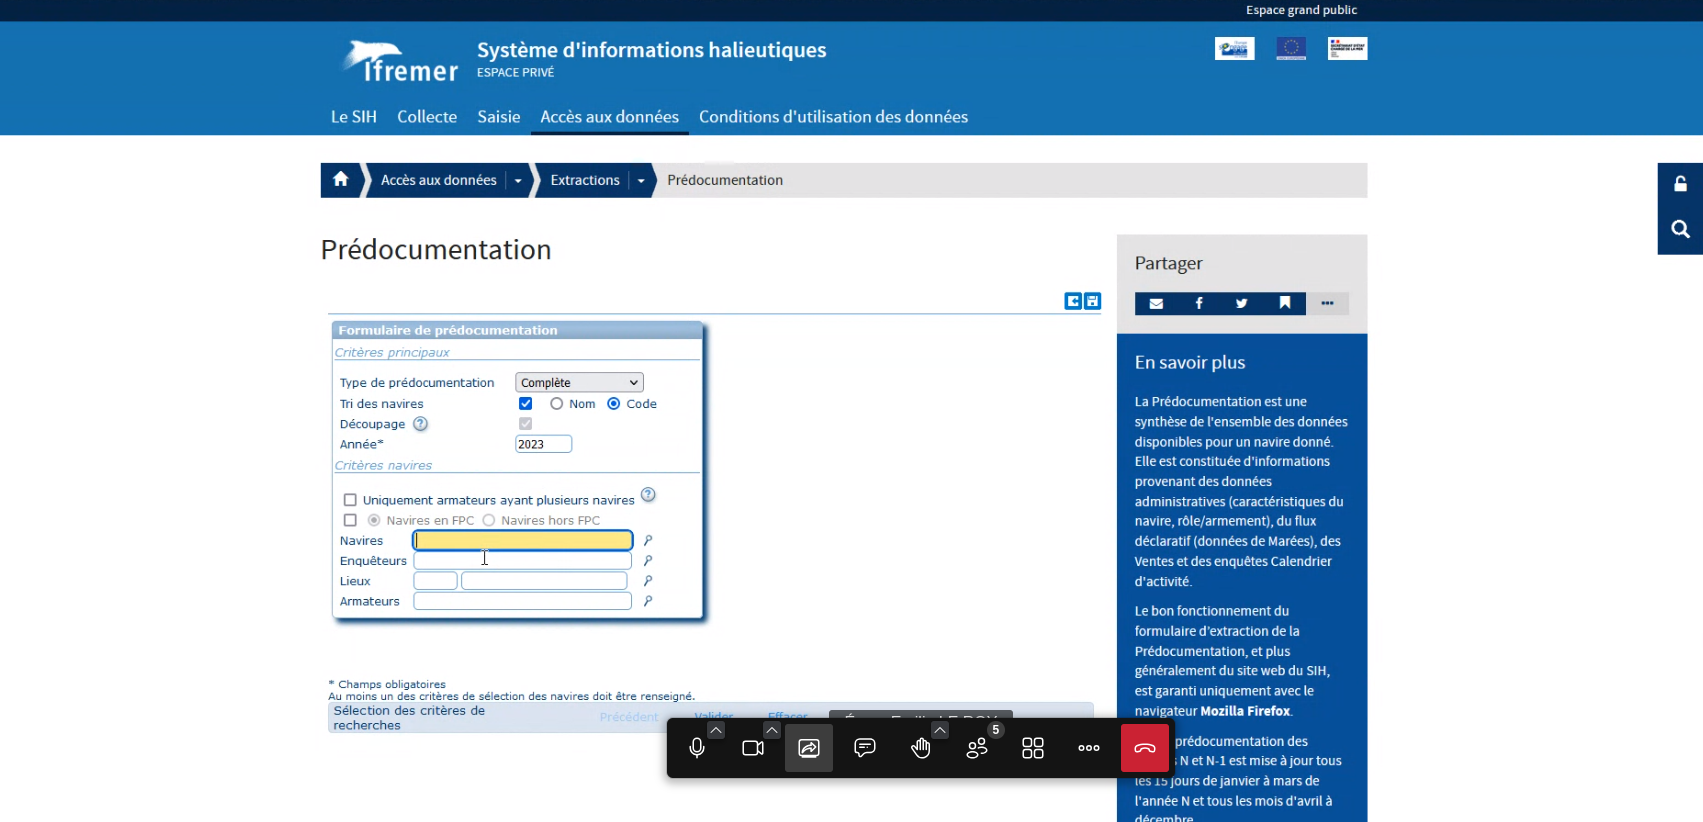 Espace grand public
Ifremer
Système d'informations halieutiques
ESPACE PRIVÉ
Le SIH Collecte Saisie Accès aux données Conditions d'utilisation des données
Accès aux données Extractions Prédocumentation
Prédocumentation
Formulaire de prédocumentation
Critères principaux
Type de prédocumentation Complète
Tri des navires Nom Code
Découpage ?
Année* 2023
Critères navires
Uniquement armateurs ayant plusieurs navires ?
Navires en FPC Navires hors FPC
Navires
Enquêteurs
Lieux
Armateurs
* Champs obligatoires
Au moins un des critères de sélection des navires doit être renseigné.
Sélection des critères de
recherches
Précédent Valider Effacer
5
Partager
En savoir plus
La Prédocumentation est une
synthèse de l'ensemble des données
disponibles pour un navire donné.
Elle est constituée d'informations
provenant des données
administratives (caractéristiques du
navire, rôle/armement), du flux
déclaratif (données de Marées), des
Ventes et des enquêtes Calendrier
d'activité.
Le bon fonctionnement du
formulaire d'extraction de la
Prédocumentation, et plus
généralement du site web du SIH,
est garanti uniquement avec le
navigateur Mozilla Firefox.
prédocumentation des
N et N-1 est mise à jour tous
les 15 jours de janvier à mars de
l'année N et tous les mois d'avril à
décembre.